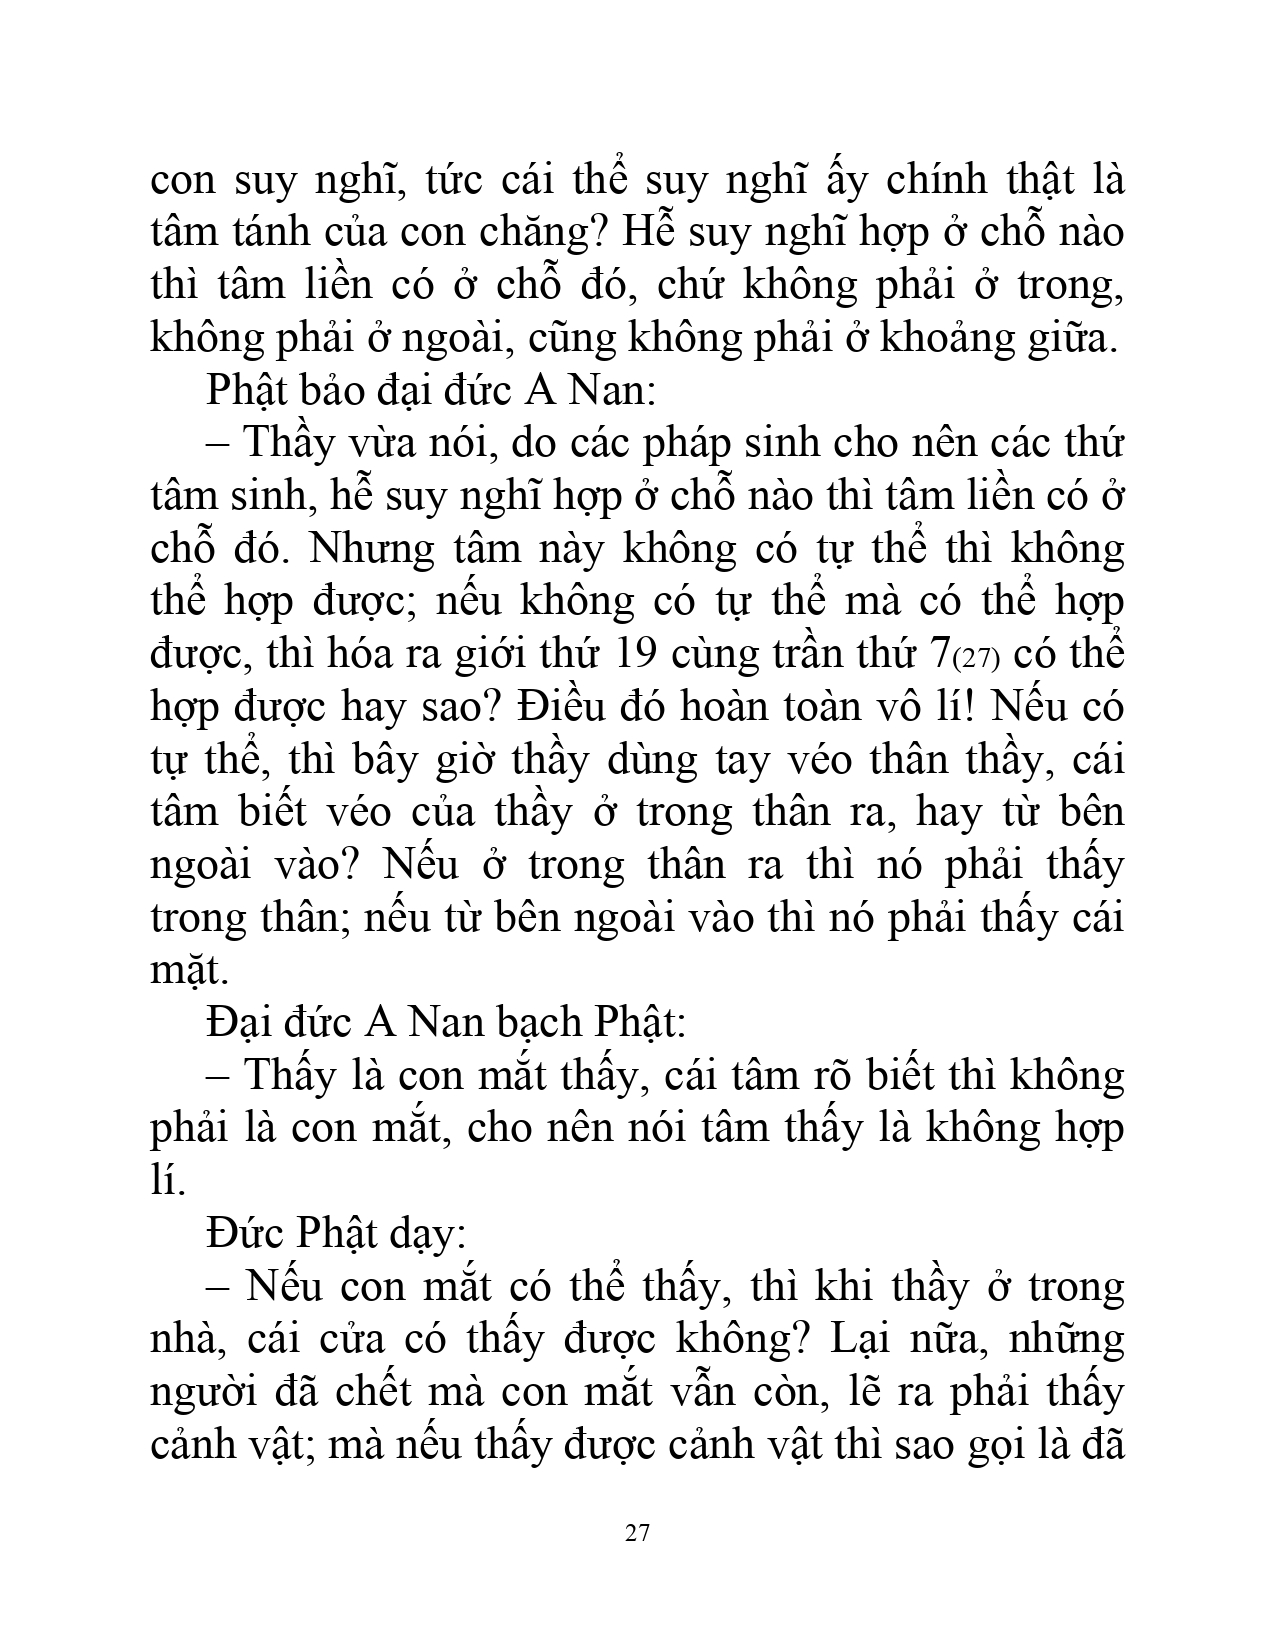 con suy nghĩ, tức cái thể suy nghĩ ấy chính thật là
tâm tánh của con chăng? Hễ suy nghĩ hợp ở chỗ nào
thì tâm liền có ở chỗ đó, chứ không phải ở trong,
không phải ở ngoài, cũng không phải ở khoảng giữa.
Phật bảo đại đức A Nan:
– Thầy vừa nói, do các pháp sinh cho nên các thứ
tâm sinh, hễ suy nghĩ hợp ở chỗ nào thì tâm liền có ở
chỗ đó. Nhưng tâm này không có tự thể thì không
thể hợp được; nếu không có tự thể mà có thể hợp
được, thì hóa ra giới thứ 19 cùng trần thứ 7(27) có thể
hợp được hay sao? Điều đó hoàn toàn vô lí! Nếu có
tự thể, thì bây giờ thầy dùng tay véo thân thầy, cái
tâm biết véo của thầy ở trong thân ra, hay từ bên
ngoài vào? Nếu ở trong thân ra thì nó phải thấy
trong thân; nếu từ bên ngoài vào thì nó phải thấy cái
mặt.
Đại đức A Nan bạch Phật:
– Thấy là con mắt thấy, cái tâm rõ biết thì không
phải là con mắt, cho nên nói tâm thấy là không hợp
lí.
Đức Phật dạy:
– Nếu con mắt có thể thấy, thì khi thầy ở trong
nhà, cái cửa có thấy được không? Lại nữa, những
người đã chết mà con mắt vẫn còn, lẽ ra phải thấy
cảnh vật; mà nếu thấy được cảnh vật thì sao gọi là đã
27